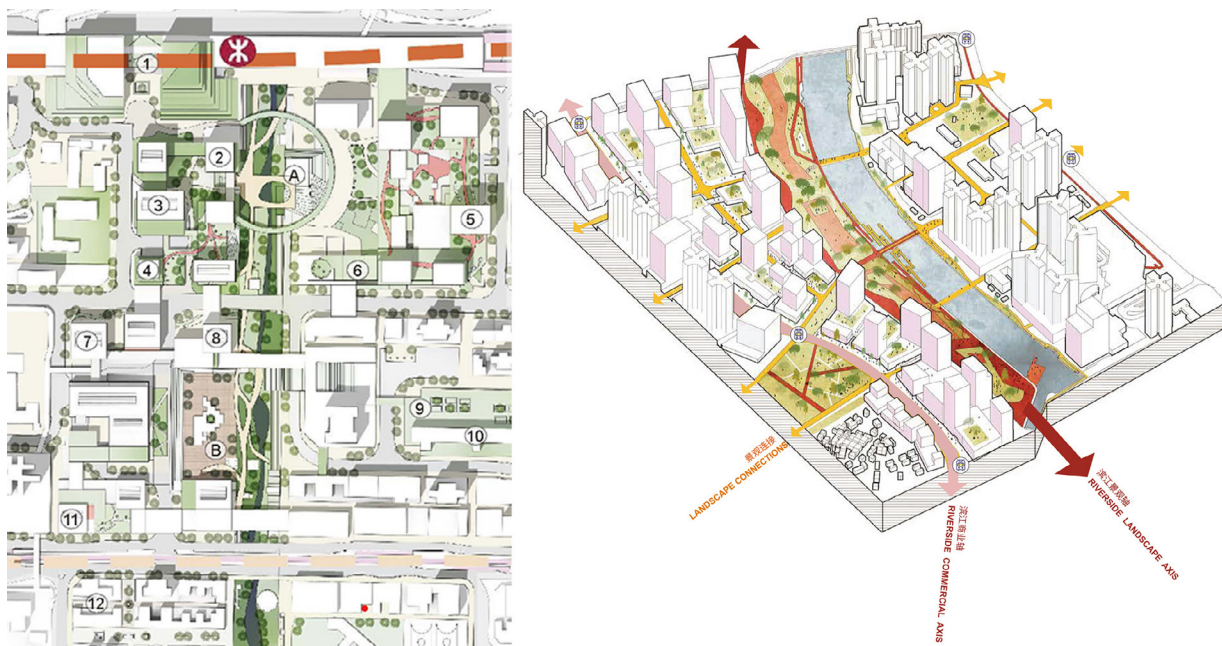 1
2
A
3
5
4
6
7
8
9
10
B
11
12
景观连接
LANDSCAPE CONNECTIONS
滨江商业轴
RIVERSIDE COMMERCIAL AXIS
滨江景观轴
RIVERSIDE LANDSCAPE AXIS